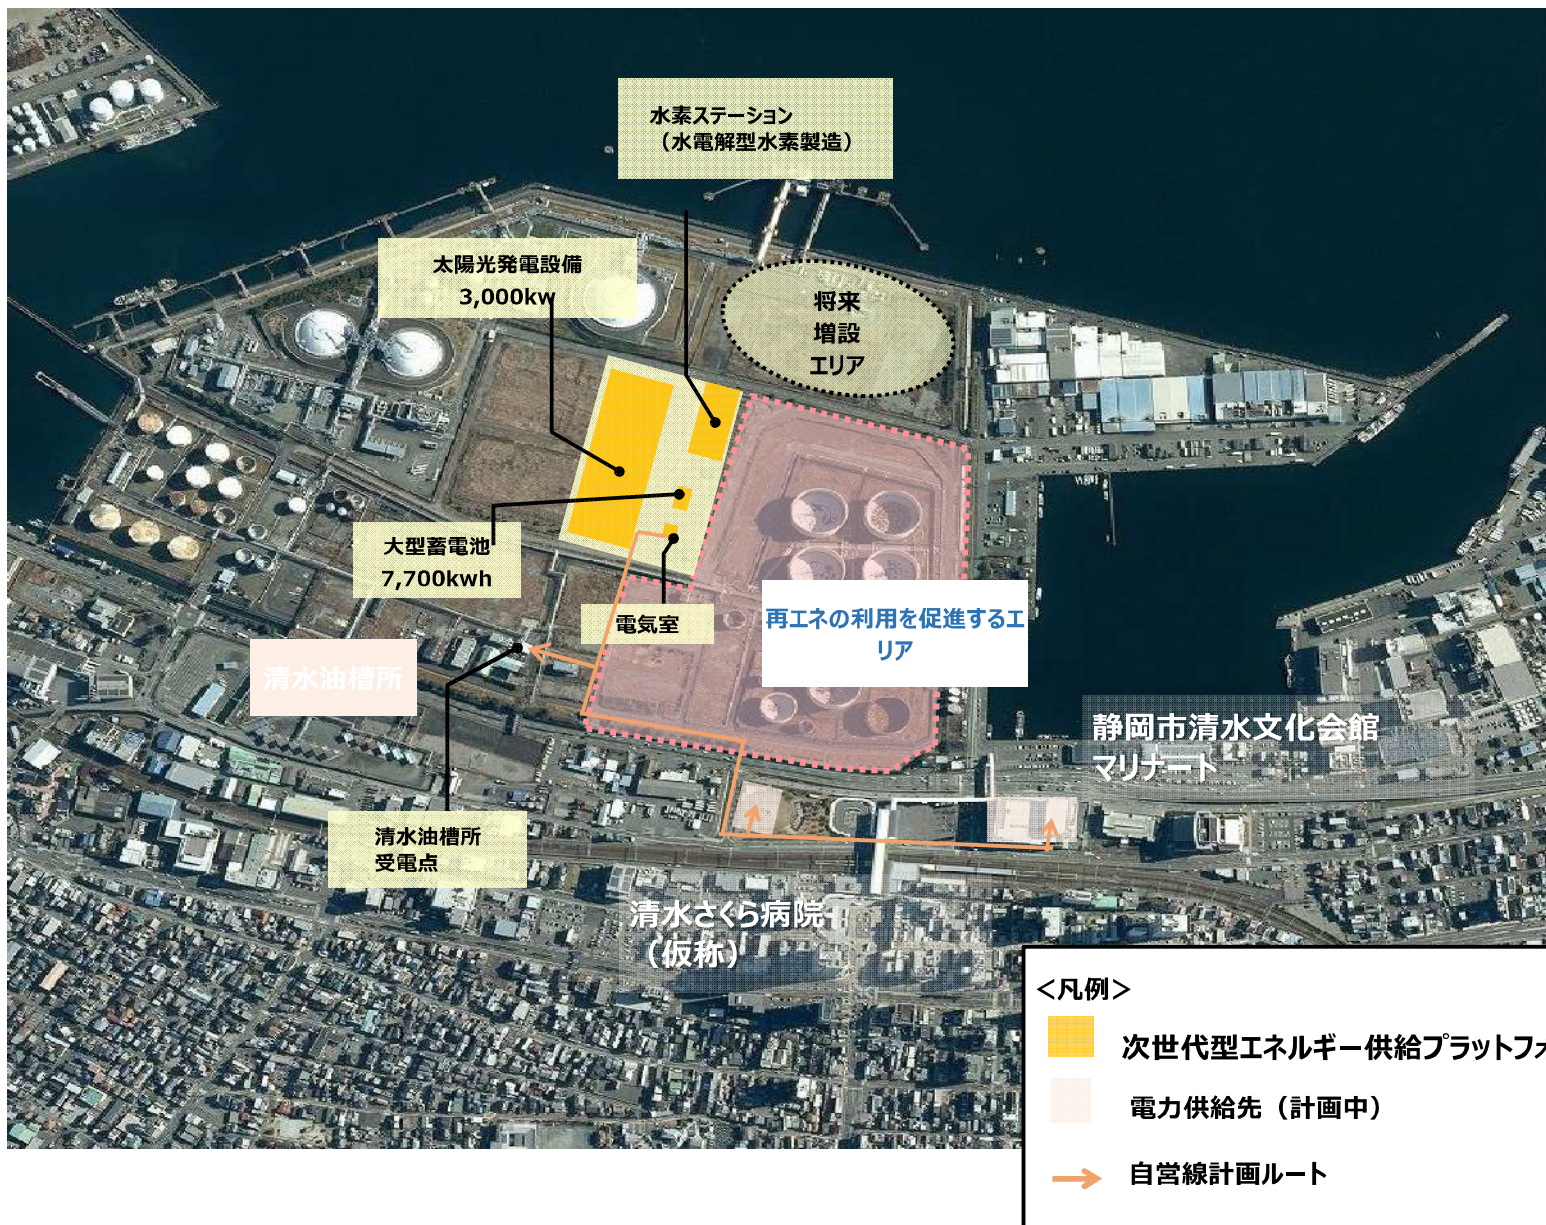 水素ステーション
（水電解型水素製造）
太陽光発電設備
3,000kw
将来
増設
エリア
大型蓄電池
7,700kwh
電気室
再エネの利用を促進するエ
リア
清水油槽所
静岡市清水文化会館
マリナート
清水油槽所
受電点
清水さくら病院
（仮称）
＜凡例＞
次世代型エネルギー供給プラットフォ
電力供給先（計画中）
自営線計画ルート